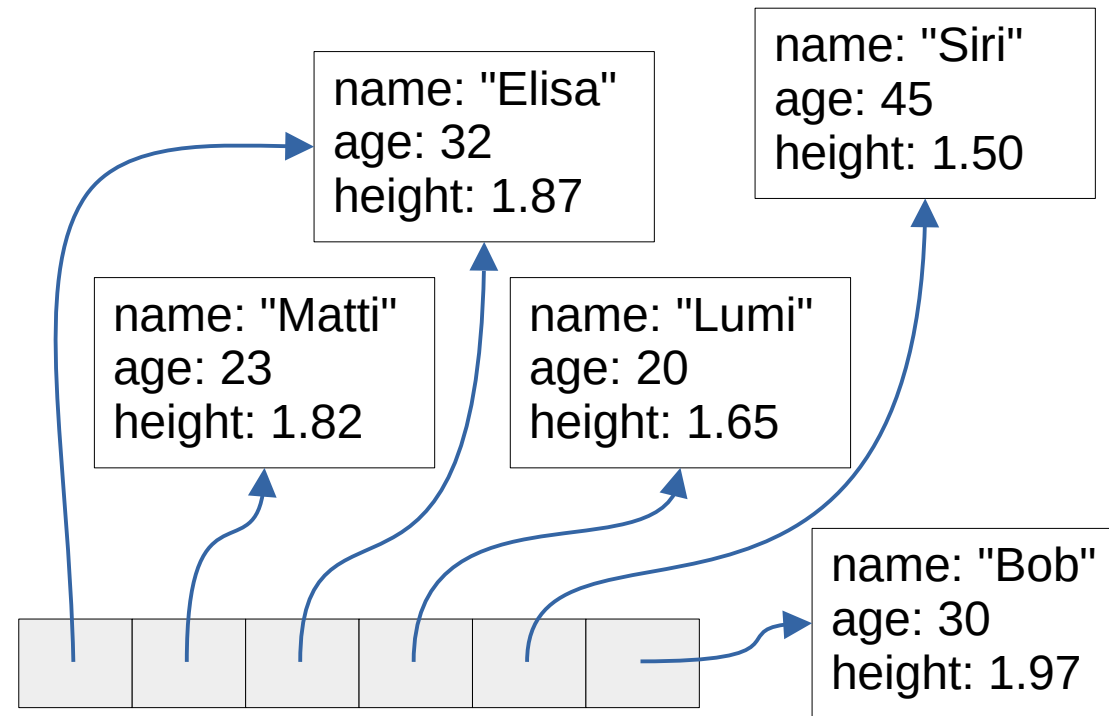 name: "Siri"
age: 45
height: 1.50
name: "Elisa"
age: 32
height: 1.87
name: "Matti"
age: 23
height: 1.82
name: "Lumi"
age: 20
height: 1.65
name: "Bob"
age: 30
height: 1.97